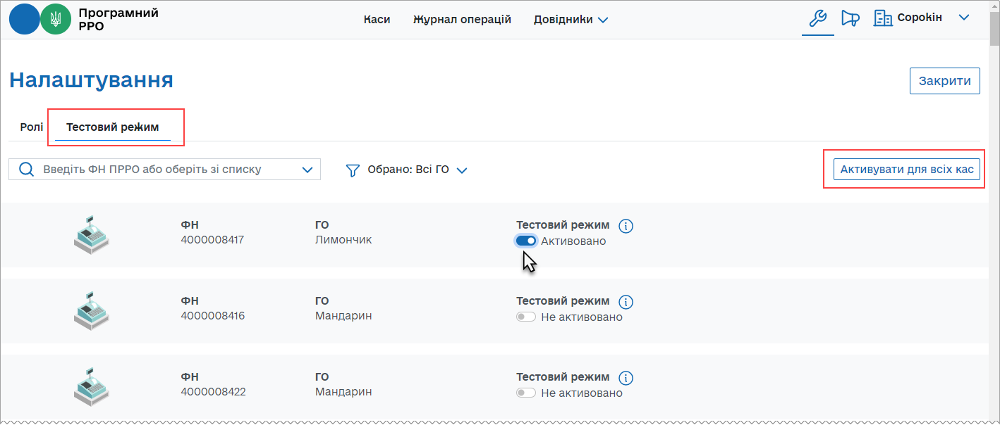 Програмний
РРО
Каси Журнал операцій Довідники Сорокін
Налаштування
Закрити
Ролі Тестовий режим
Введіть ФН ПРРО або оберіть зі списку Обрано: Всі ГО Активувати для всіх кас
ФН ГО Тестовий режим
4000008417 Лимончик Активовано
ФН ГО Тестовий режим
4000008416 Мандарин Не активовано
ФН ГО Тестовий режим
4000008422 Мандарин Не активовано